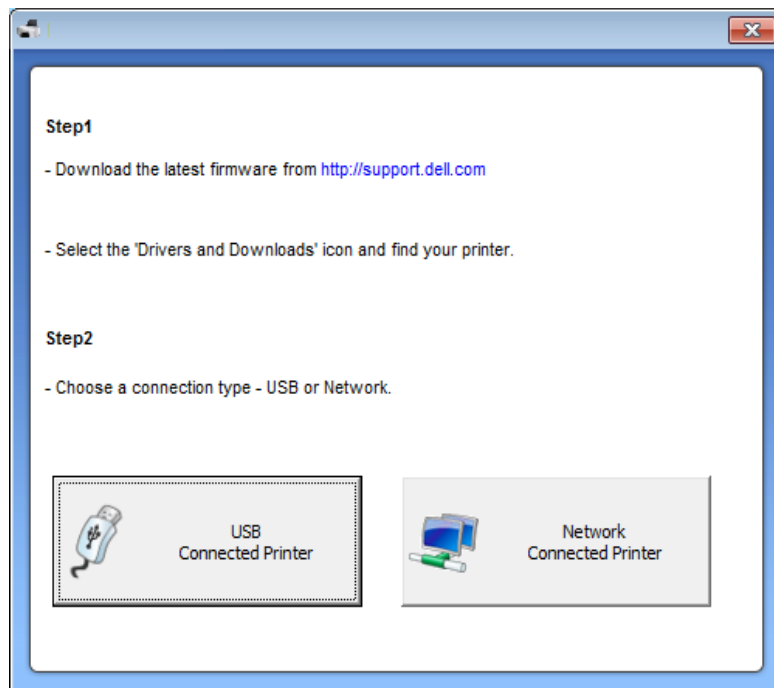 Step1
- Download the latest firmware from http://support.dell.com
- Select the 'Drivers and Downloads' icon and find your printer.
Step2
- Choose a connection type - USB or Network.
USB
Connected Printer
Network
Connected Printer